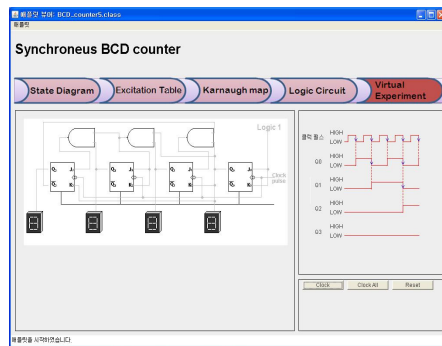 애플릿 뷰어: BCD_counter5.class
애플릿
Synchroneus BCD counter
State Diagram
Excitation Table
Karnaugh map
Logic Circuit
Virtual
Experiment
Logic 1
Clock
pulse
클럭 펄스
HIGH
LOW
Q0
HIGH
LOW
Q1
HIGH
LOW
Q2
HIGH
LOW
Q3
HIGH
LOW
Clock
Clock All
Reset
애플릿을 시작하였습니다.